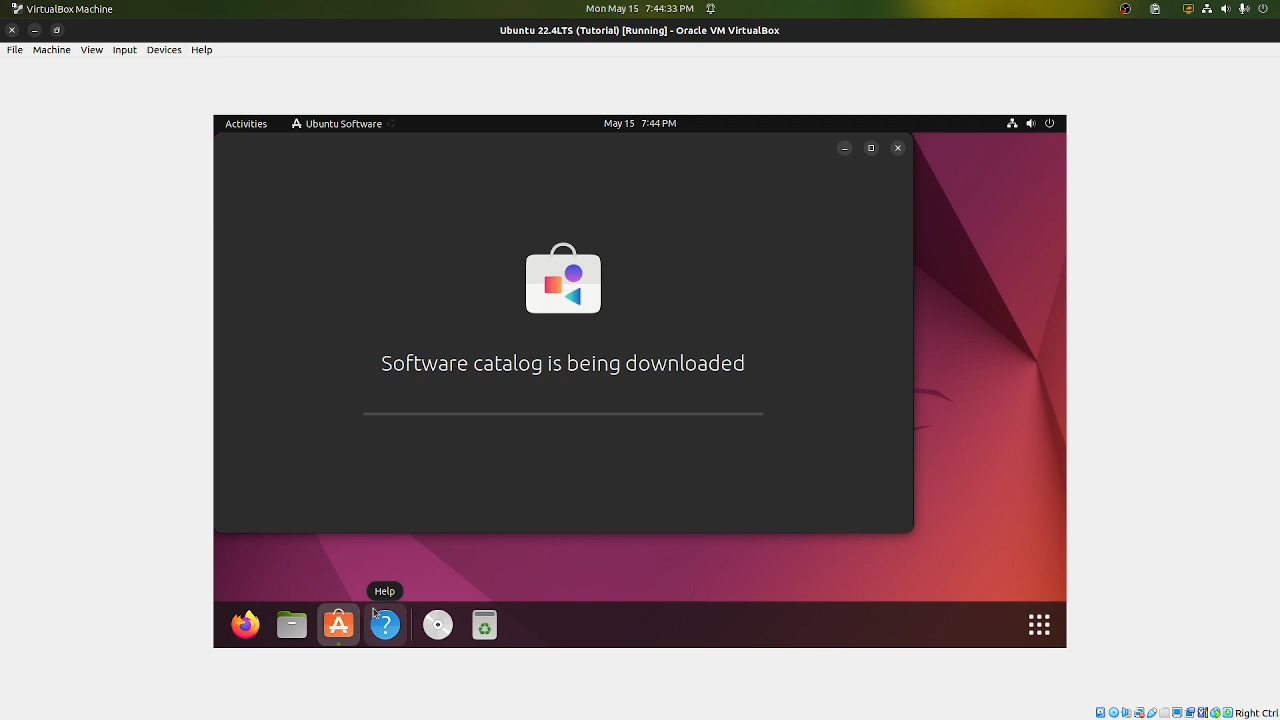 VirtualBox Machine
Mon May 15 7:44:33 PM
Ubuntu 22.4LTS (Tutorial) [Running] - Oracle VM VirtualBox
File Machine View Input Devices Help
Activities Ubuntu Software May 15 7:44 PM
Software catalog is being downloaded
Help
Right Ctrl